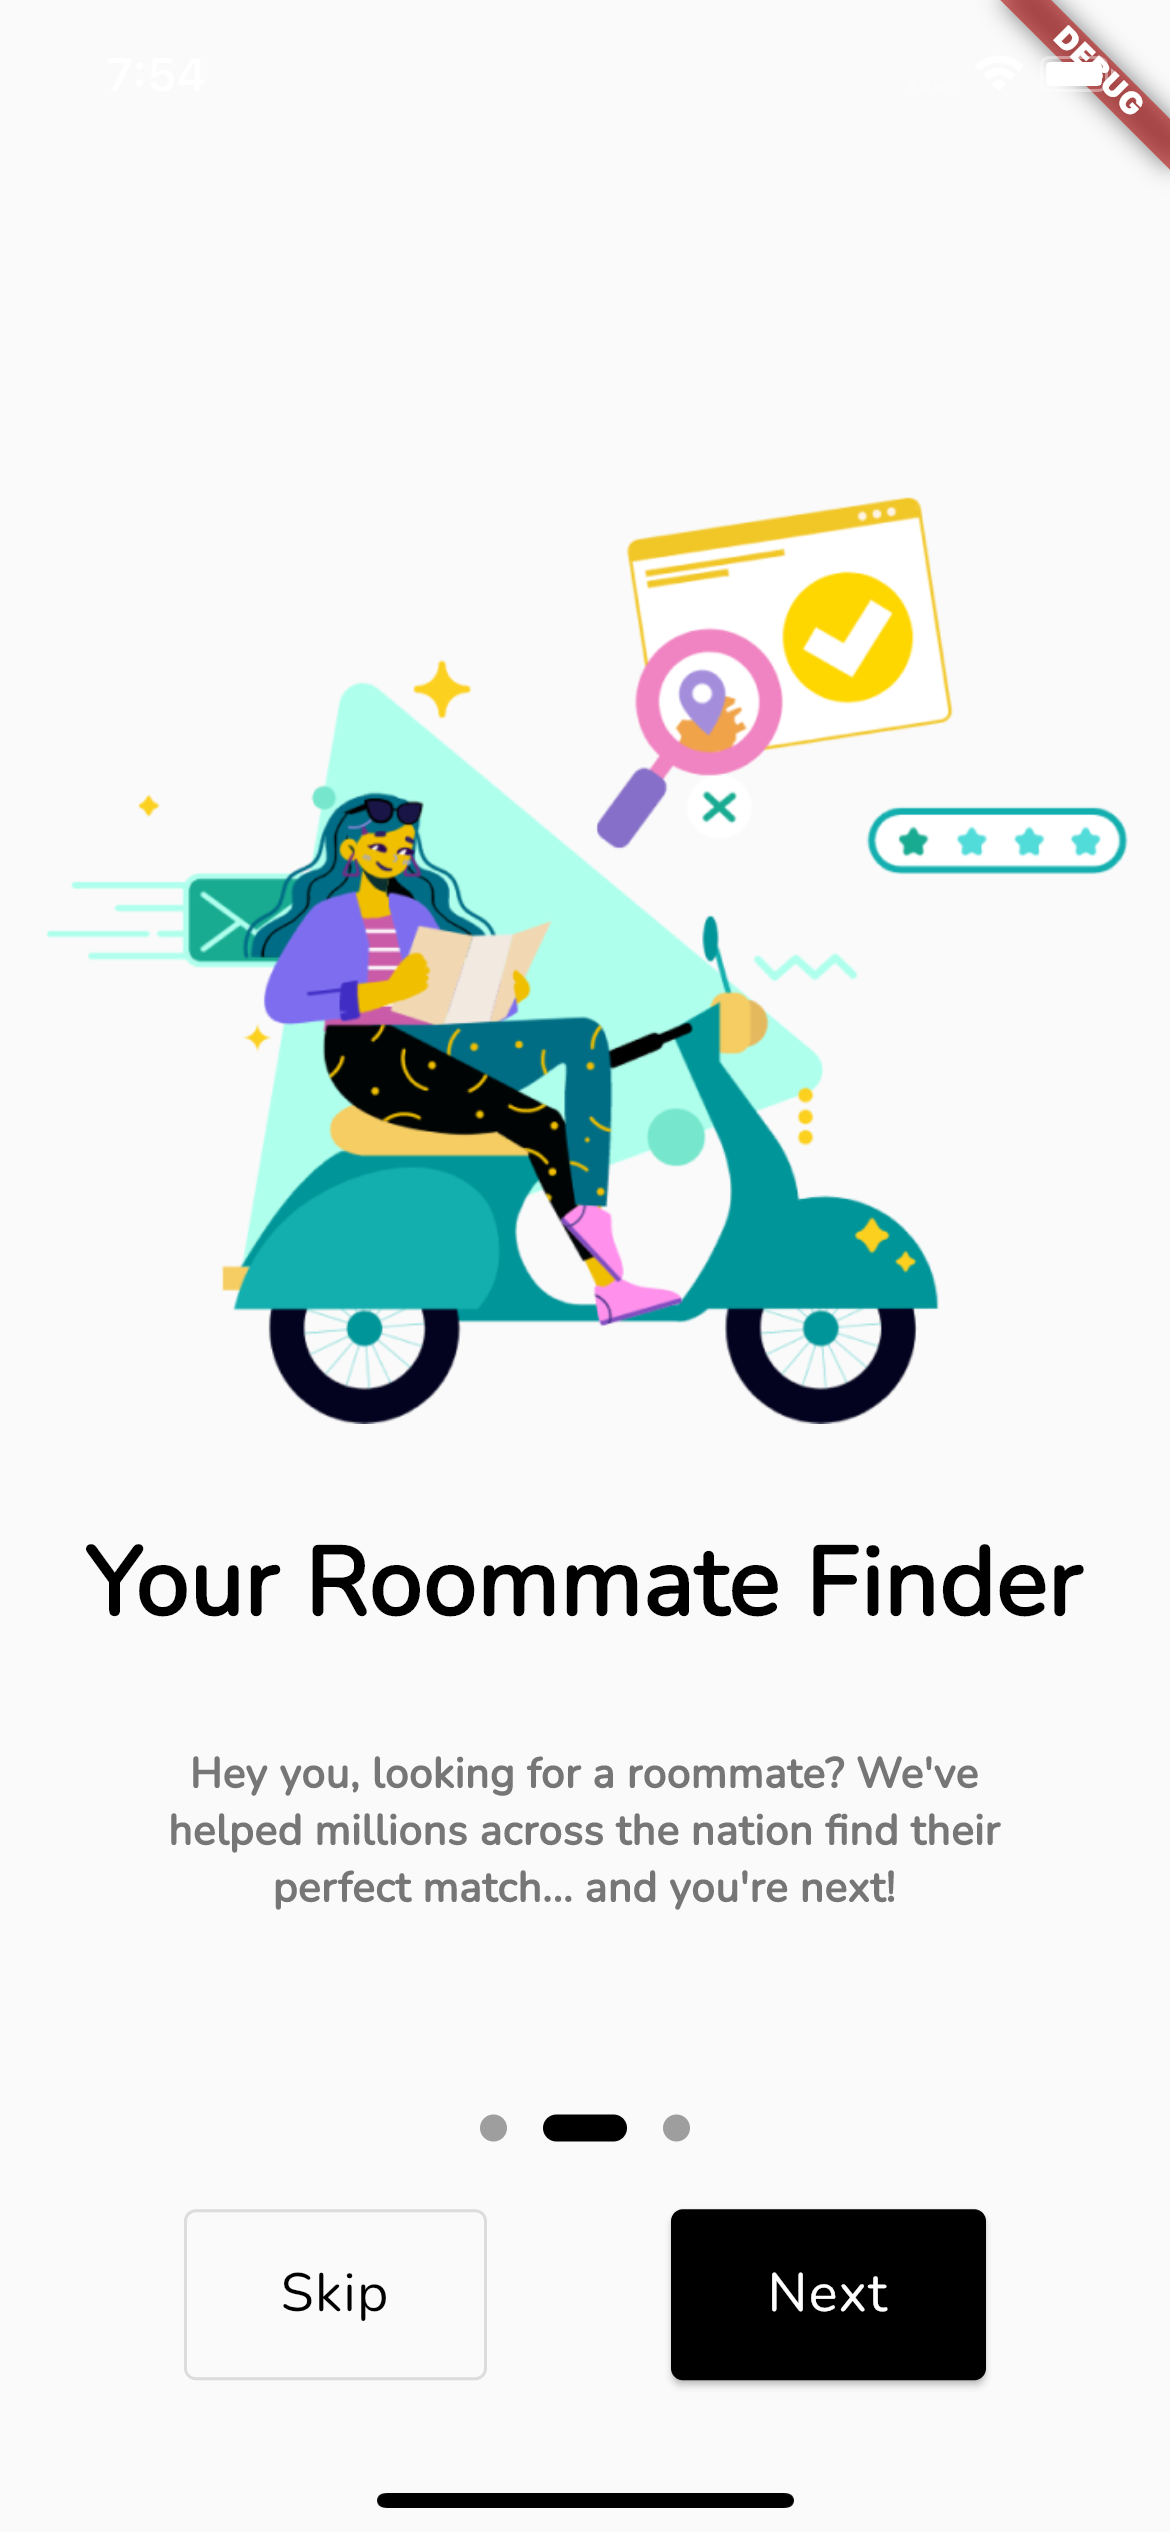 7:54
DEBUG
Your Roommate Finder
Hey you, looking for a roommate? We've
helped millions across the nation find their
perfect match... and you're next!
Skip
Next